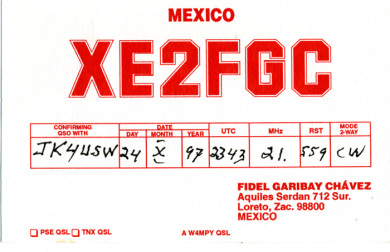 MEXICO
XE2FGC
CONFIRMING QSO WITH DATE DAY MONTH YEAR UTC MHz RST MODE 2-WAY
JK4USW 24 X 97 2343 21. 559 CW
FIDEL GARIBAY CHÁVEZ
Aquiles Serdan 712 Sur.
Loreto, Zac. 98800
MEXICO
PSE QSL TNX QSL A W4MPY QSL